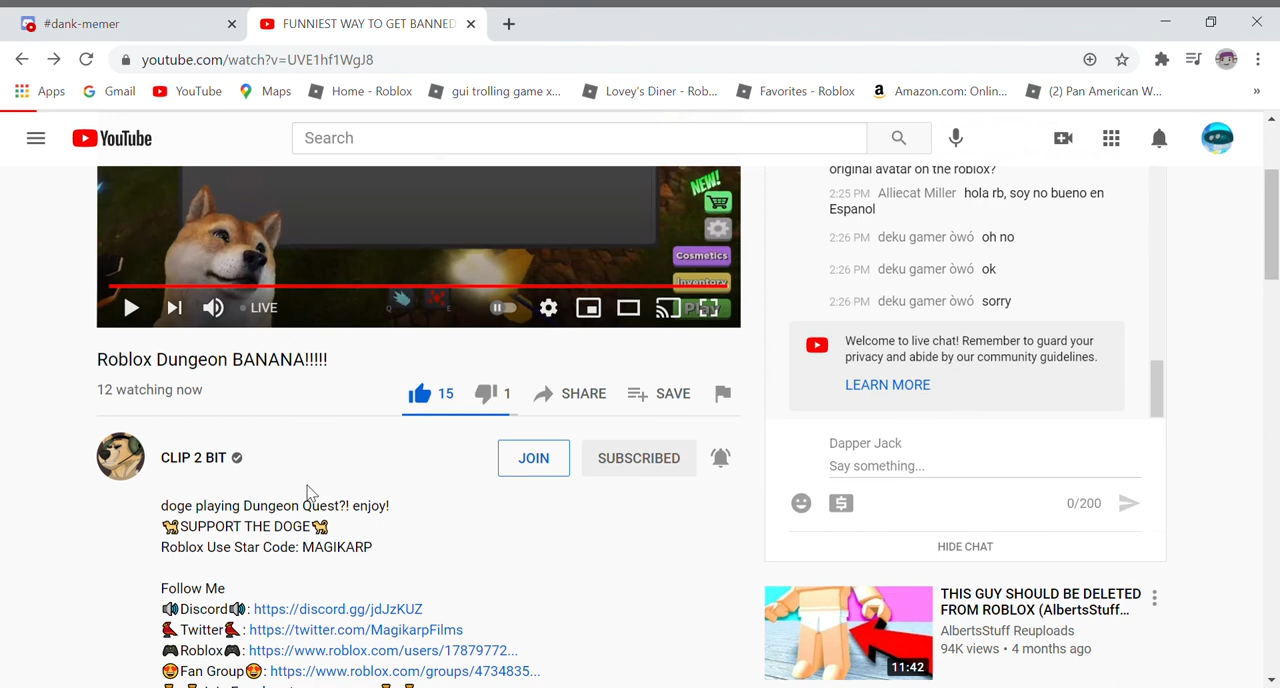 #dank-memer
FUNNIEST WAY TO GET BANNED
youtube.com/watch?v=UVE1hf1WgJ8
Apps
Gmail
YouTube
Maps
Home - Roblox
gui trolling game x...
Lovey's Diner - Rob...
Favorites - Roblox
Amazon.com: Onlin...
(2) Pan American W...
»
YouTube
Search
NEW!
Cosmetics
Inventory
Play
Q
E
LIVE
Roblox Dungeon BANANA!!!!!
12 watching now
15
1
SHARE
SAVE
CLIP 2 BIT
JOIN
SUBSCRIBED
doge playing Dungeon Quest?! enjoy!
🐕SUPPORT THE DOGE🐕
Roblox Use Star Code: MAGIKARP
Follow Me
🔊Discord🔊: https://discord.gg/jdJzKUZ
Twitter: https://twitter.com/MagikarpFilms
🎮Roblox🎮: https://www.roblox.com/users/17879772...
😍Fan Group😍: https://www.roblox.com/groups/4734835...
original avatar on the roblox?
2:25 PM Alliecat Miller hola rb, soy no bueno en
Espanol
2:26 PM deku gamer òwó oh no
2:26 PM deku gamer òwó ok
2:26 PM deku gamer òwó sorry
Welcome to live chat! Remember to guard your
privacy and abide by our community guidelines.
LEARN MORE
Dapper Jack
Say something...
0/200
HIDE CHAT
THIS GUY SHOULD BE DELETED
FROM ROBLOX (AlbertsStuff...
AlbertsStuff Reuploads
94K views • 4 months ago
11:42